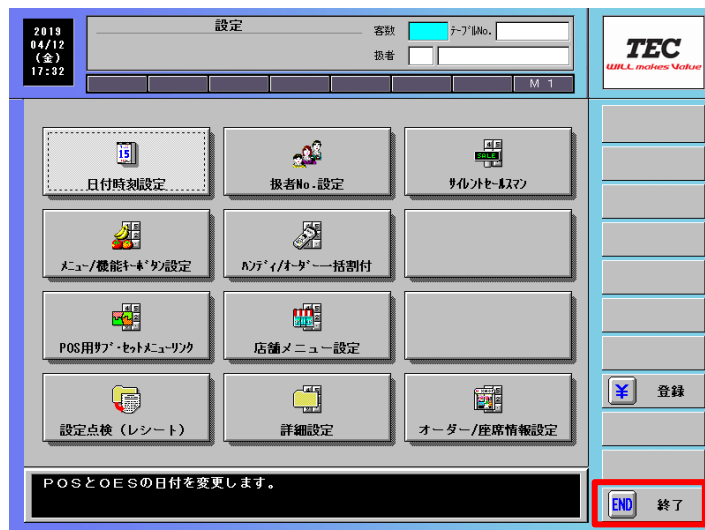 2019
04/12
(金)
17:32
設定
客数
ﾃｰﾌﾞﾙNo.
扱者
M 1
TEC
WILL makes Value
15
日付時刻設定
扱者No.設定
SALE
ｻｲﾚﾝﾄｾｰﾙｽﾏﾝ
ﾒﾆｭｰ/機能ｷｰﾎﾞﾀﾝ設定
ﾊﾝﾃﾞｨ/ｵｰﾀﾞｰ一括割付
POS用ｻﾌﾞ･ｾｯﾄﾒﾆｭｰﾘﾝｸ
店舗メニュー設定
設定点検（レシート）
詳細設定
オーダー/座席情報設定
¥ 登録
POSとOESの日付を変更します。
END 終了